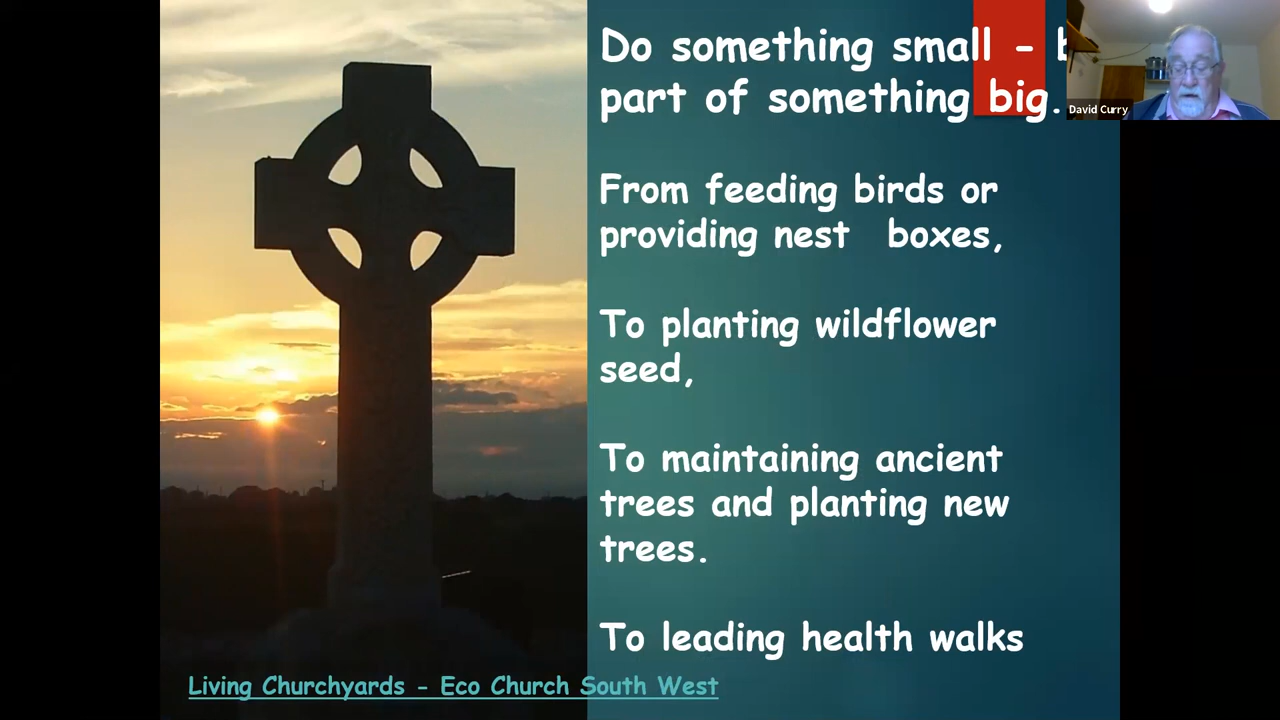 Do something small -
part of something big.
David Curry
From feeding birds or
providing nest boxes,
To planting wildflower
seed,
To maintaining ancient
trees and planting new
trees.
To leading health walks
Living Churchyards - Eco Church South West